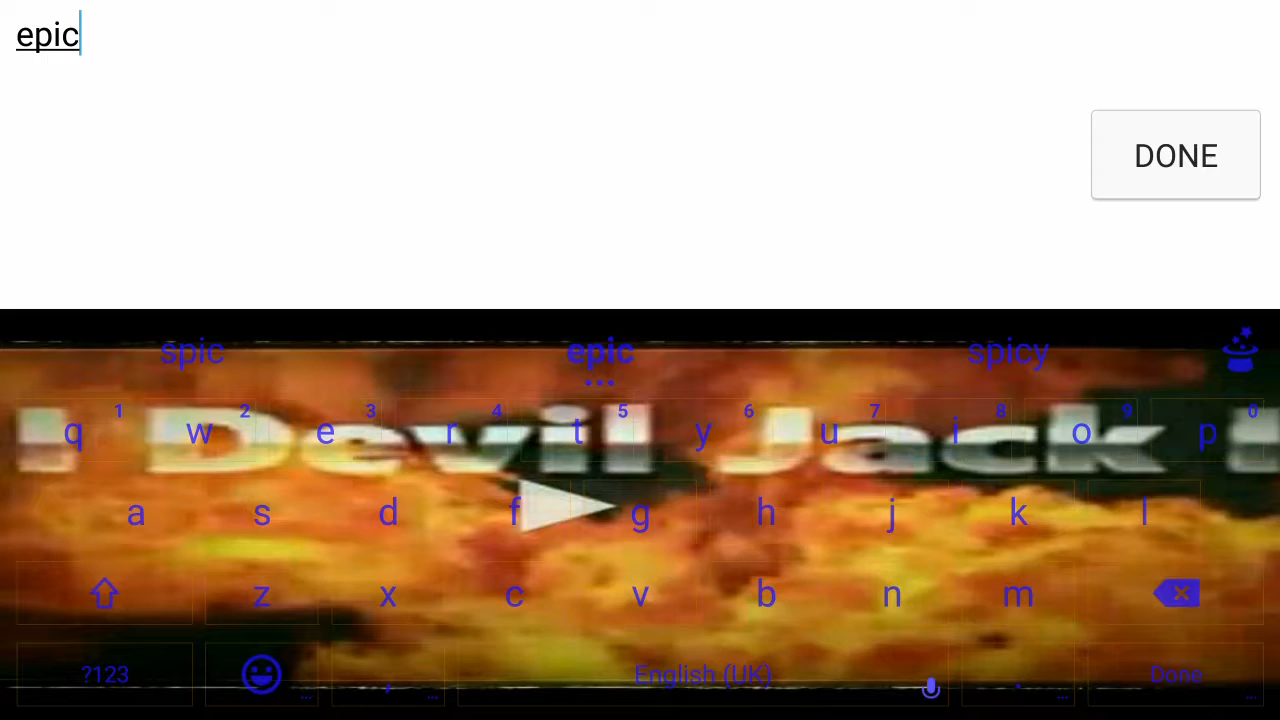 epic
DONE
spic epic spicy
1 2 3 4 5 6 7 8 9 0
q w e r t y u i o p
Devil Jack
a s d f g h j k l
z x c v b n m
?123 , English (UK) . Done